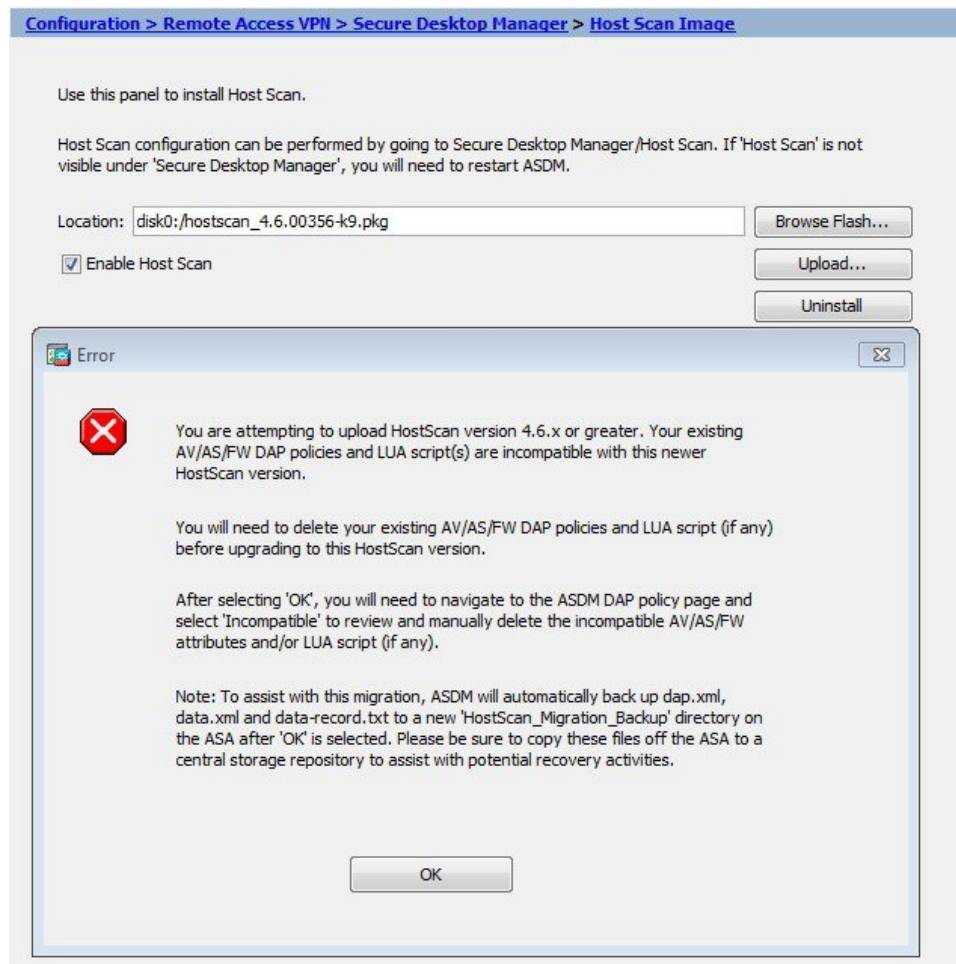 Configuration > Remote Access VPN > Secure Desktop Manager > Host Scan Image
Use this panel to install Host Scan.
Host Scan configuration can be performed by going to Secure Desktop Manager/Host Scan. If 'Host Scan' is not
visible under 'Secure Desktop Manager', you will need to restart ASDM.
Location: disk0:/hostscan_4.6.00356-k9.pkg Browse Flash...
Enable Host Scan Upload...
Uninstall
Error
You are attempting to upload HostScan version 4.6.x or greater. Your existing
AV/AS/FW DAP policies and LUA script(s) are incompatible with this newer
HostScan version.
You will need to delete your existing AV/AS/FW DAP policies and LUA script (if any)
before upgrading to this HostScan version.
After selecting 'OK', you will need to navigate to the ASDM DAP policy page and
select 'Incompatible' to review and manually delete the incompatible AV/AS/FW
attributes and/or LUA script (if any).
Note: To assist with this migration, ASDM will automatically back up dap.xml,
data.xml and data-record.txt to a new 'HostScan_Migration_Backup' directory on
the ASA after 'OK' is selected. Please be sure to copy these files off the ASA to a
central storage repository to assist with potential recovery activities.
OK